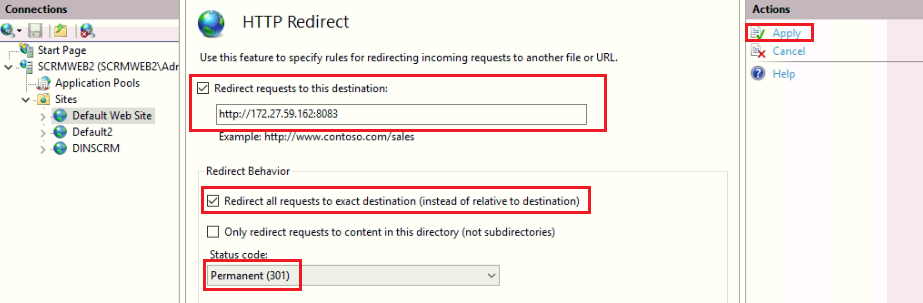 Connections
Start Page
SCRMWEB2 (SCRMWEB2\Adr
Application Pools
Sites
Default Web Site
Default2
DINSCRM
HTTP Redirect
Use this feature to specify rules for redirecting incoming requests to another file or URL.
Redirect requests to this destination:
http://172.27.59.162:8083
Example: http://www.contoso.com/sales
Redirect Behavior
Redirect all requests to exact destination (instead of relative to destination)
Only redirect requests to content in this directory (not subdirectories)
Status code:
Permanent (301)
Actions
Apply
Cancel
Help